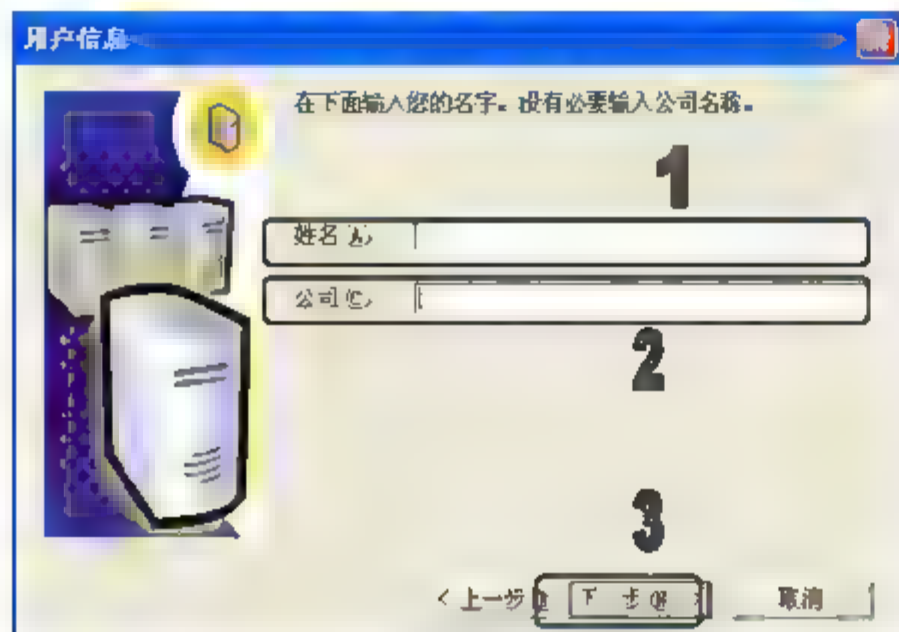 用户信息
在下面输入您的名字。没有必要输入公司名称。
1
姓名
公司
2
3
< 上一步 下一步 取消